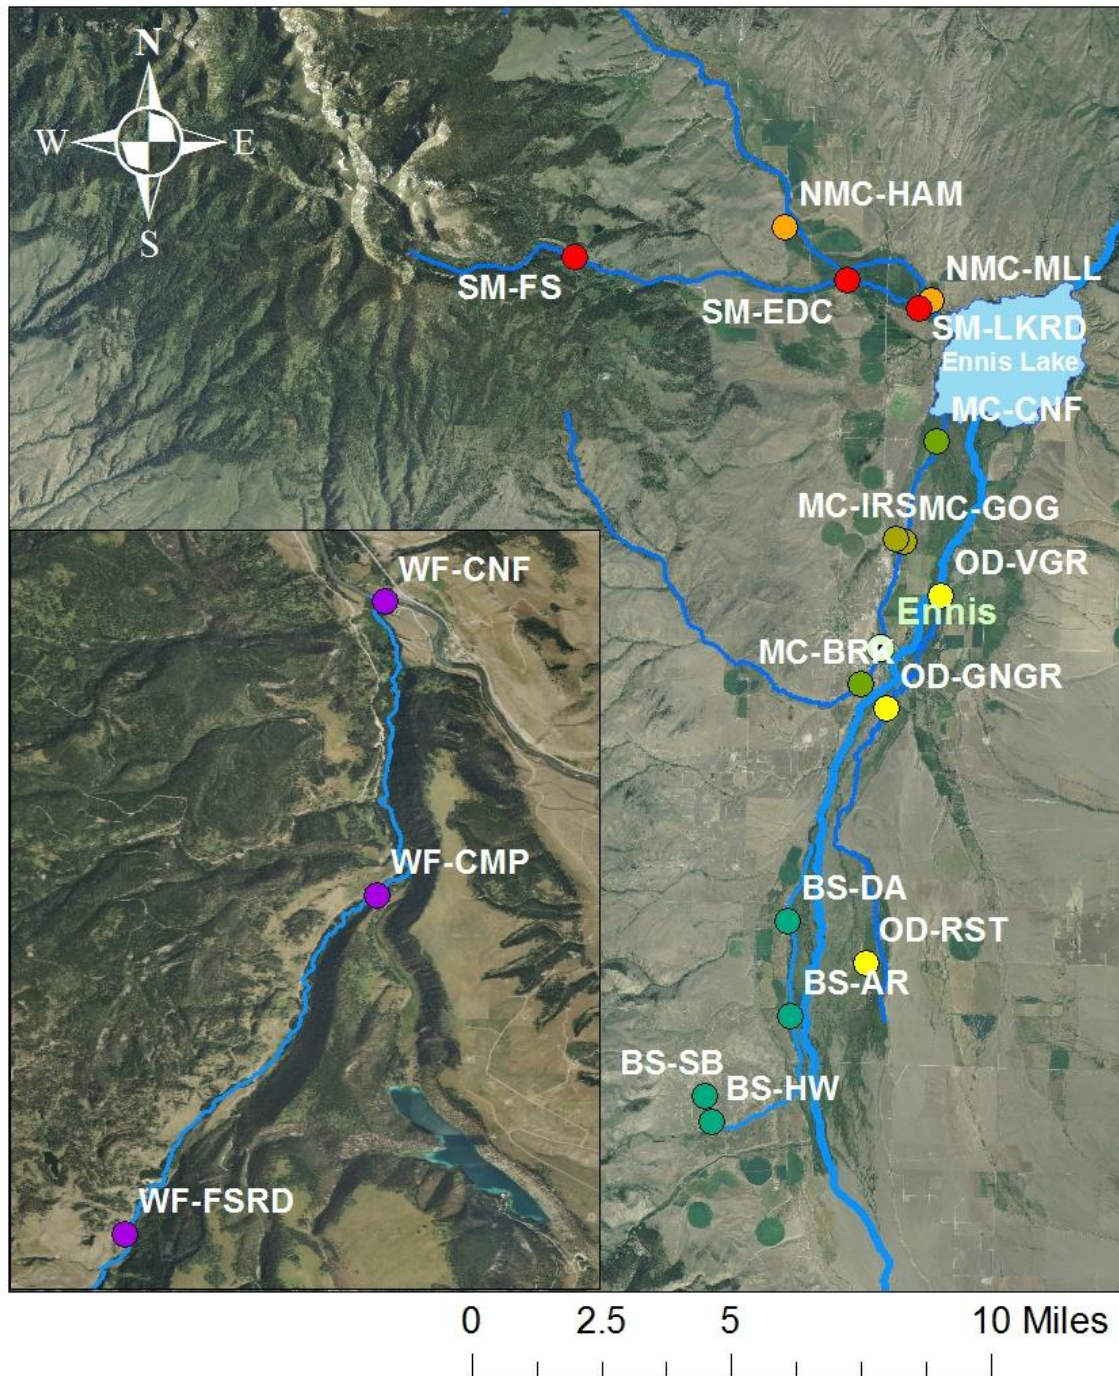 N
W
E
S
NMC-HAM
NMC-MLL
SM-FS
SM-EDC
SM-LKRD
Ennis Lake
MC-CNF
MC-IRS
MC-GOG
OD-VGR
Ennis
MC-BRR
OD-GNGR
WF-CNF
WF-CMP
BS-DA
OD-RST
BS-AR
BS-SB
BS-HW
WF-FSRD
0 2.5 5 10 Miles